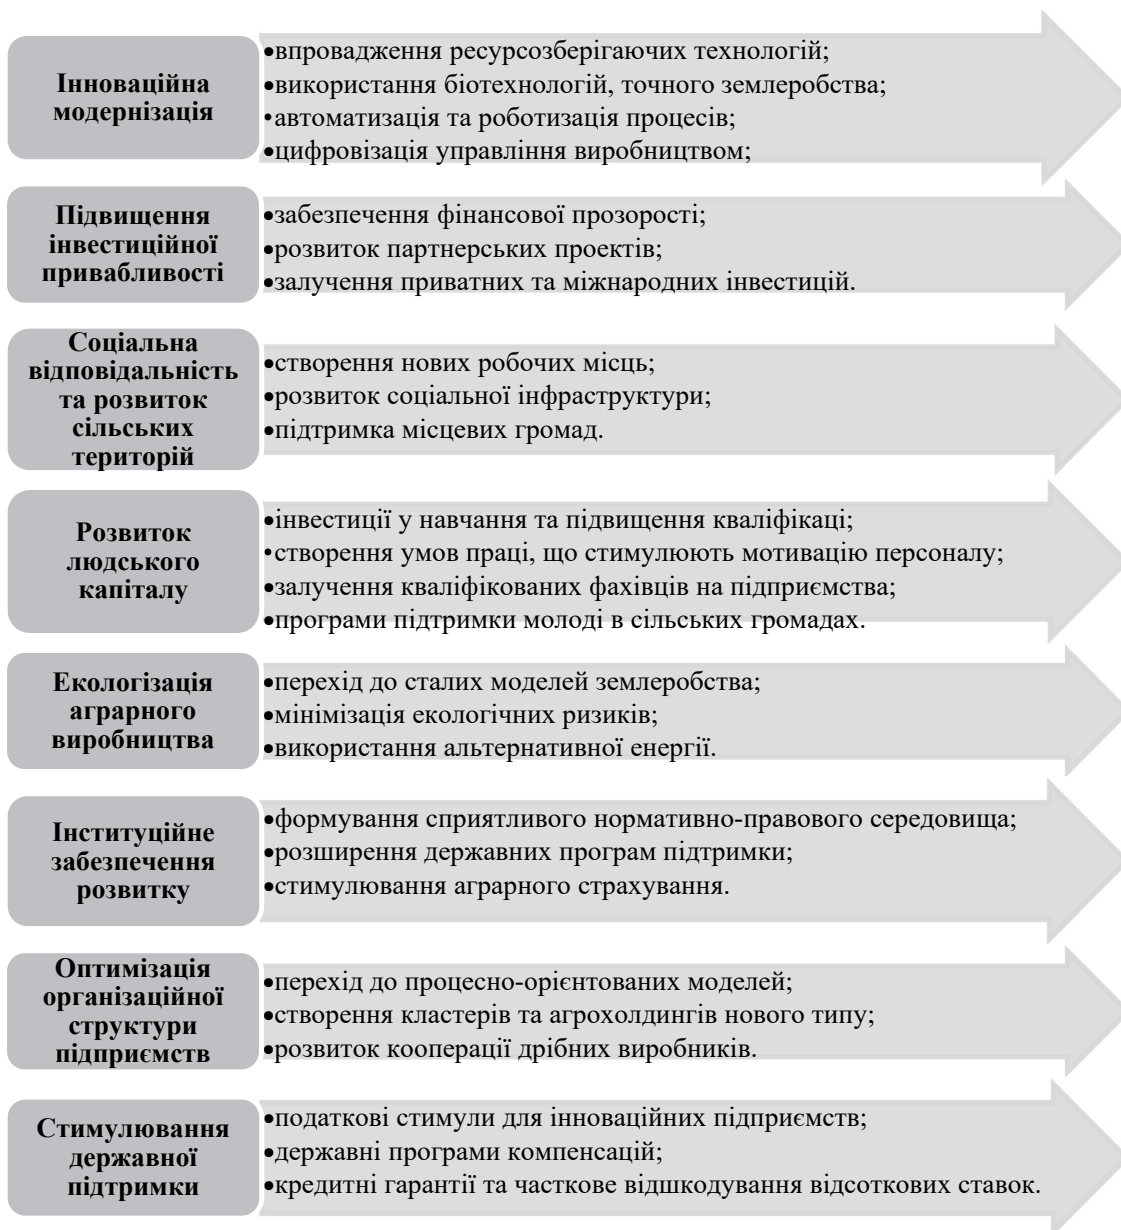 Інноваційна
модернізація
•впровадження ресурсозберігаючих технологій;
•використання біотехнологій, точного землеробства;
•автоматизація та роботизація процесів;
•цифровізація управління виробництвом;
Підвищення
інвестиційної
привабливості
•забезпечення фінансової прозорості;
•розвиток партнерських проектів;
•залучення приватних та міжнародних інвестицій.
Соціальна
відповідальність
та розвиток
сільських
територій
•створення нових робочих місць;
•розвиток соціальної інфраструктури;
•підтримка місцевих громад.
Розвиток
людського
капіталу
•інвестиції у навчання та підвищення кваліфікаці;
•створення умов праці, що стимулюють мотивацію персоналу;
•залучення кваліфікованих фахівців на підприємства;
•програми підтримки молоді в сільських громадах.
Екологізація
аграрного
виробництва
•перехід до сталих моделей землеробства;
•мінімізація екологічних ризиків;
•використання альтернативної енергії.
Інституційне
забезпечення
розвитку
•формування сприятливого нормативно-правового середовища;
•розширення державних програм підтримки;
•стимулювання аграрного страхування.
Оптимізація
організаційної
структури
підприємств
•перехід до процесно-орієнтованих моделей;
•створення кластерів та агрохолдингів нового типу;
•розвиток кооперації дрібних виробників.
Стимулювання
державної
підтримки
•податкові стимули для інноваційних підприємств;
•державні програми компенсацій;
•кредитні гарантії та часткове відшкодування відсоткових ставок.